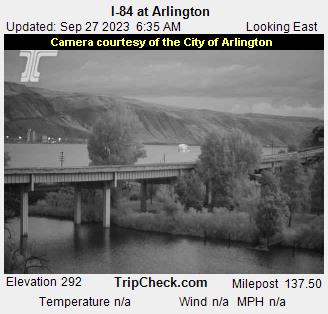 I-84 at Arlington
Updated: Sep 27 2023 6:35 AM Looking East
Camera courtesy of the City of Arlington
Elevation 292 TripCheck.com Milepost 137.50
Temperature n/a Wind n/a MPH n/a